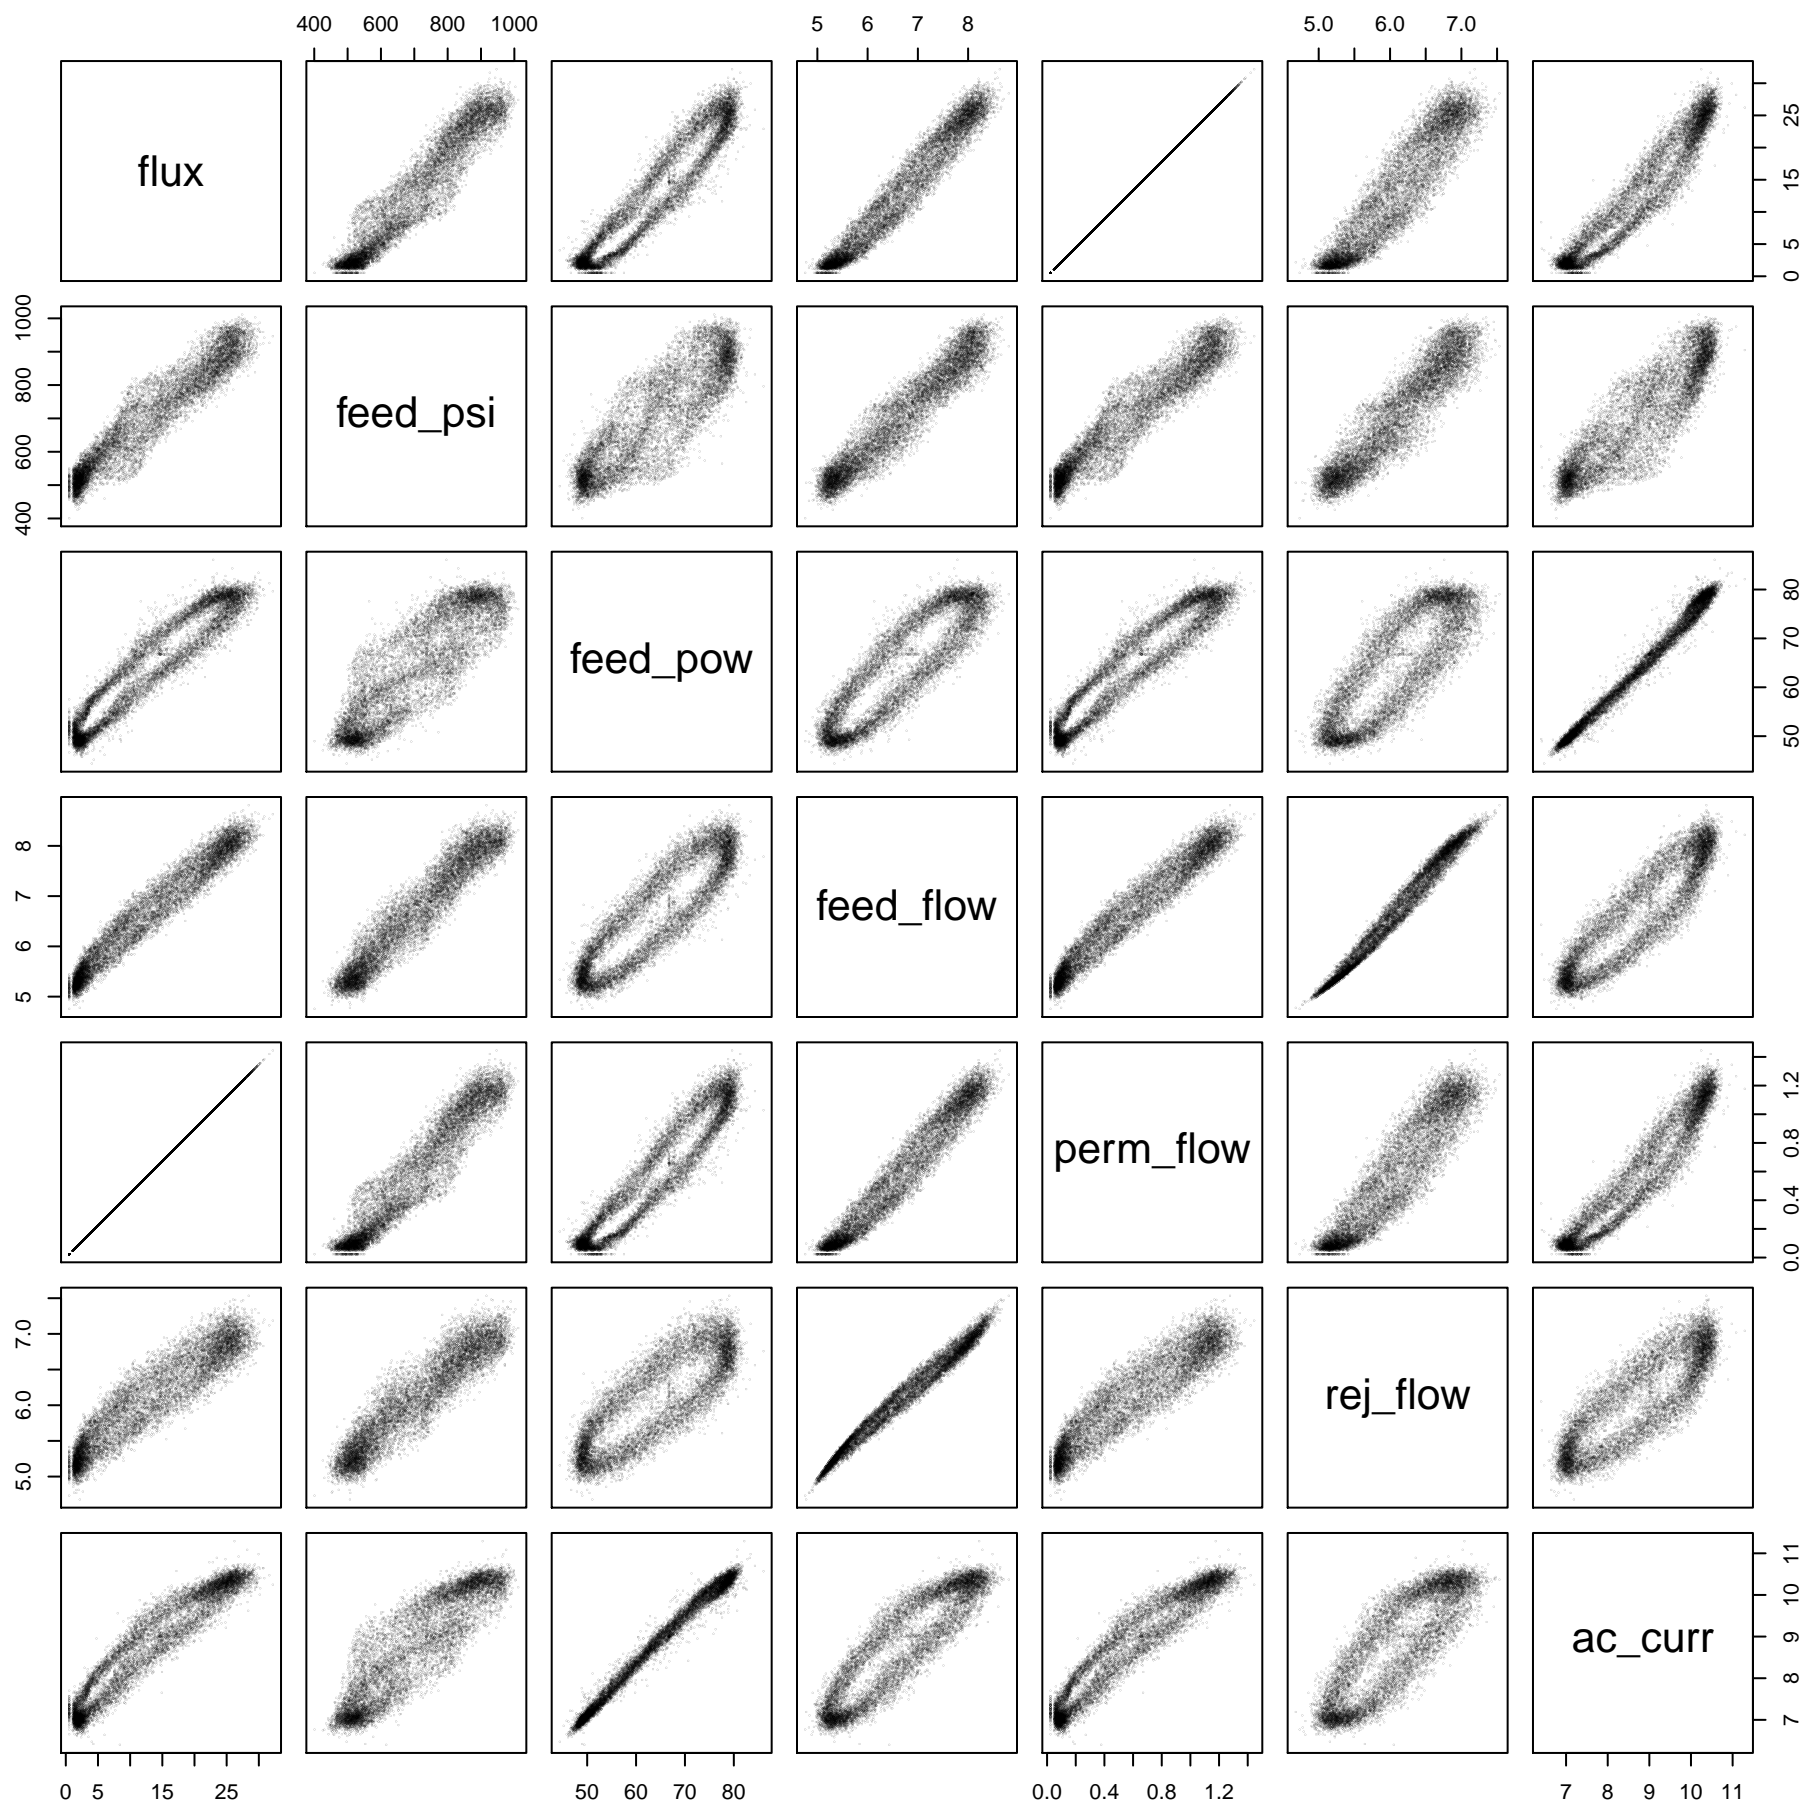 400 600 800 1000 5 6 7 8 5.0 6.0 7.0
flux
0 5 15 25
400 600 800 1000
feed_psi
feed_pow
50 60 70 80
5 6 7 8
feed_flow
perm_flow
0.0 0.4 0.8 1.2
5.0 6.0 7.0
rej_flow
ac_curr
7 8 9 10 11
0 5 15 25 50 60 70 80 0.0 0.4 0.8 1.2 7 8 9 10 11